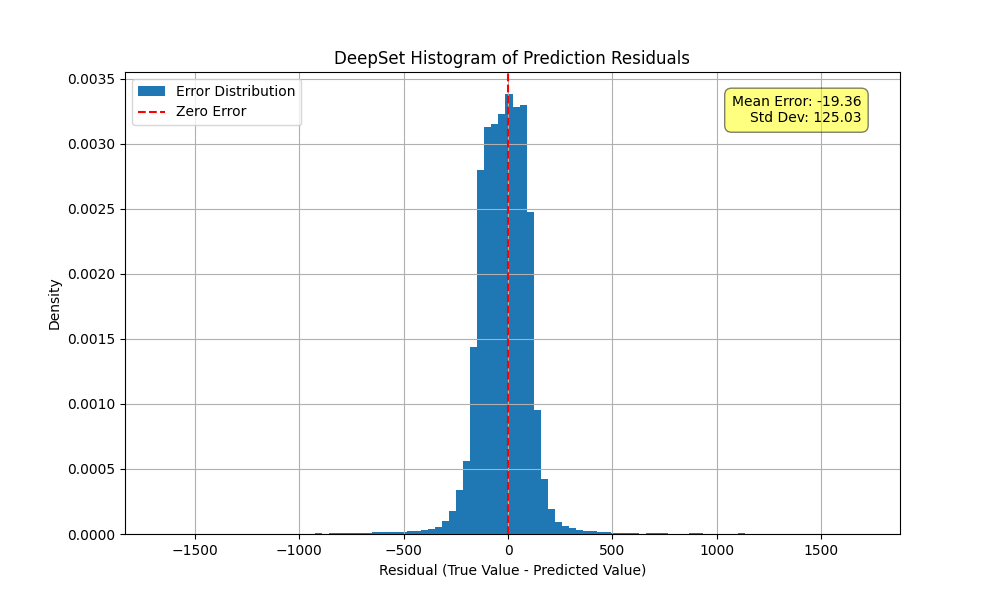 DeepSet Histogram of Prediction Residuals
Error Distribution
Zero Error
Mean Error: -19.36
Std Dev: 125.03
0.0035
0.0030
0.0025
0.0020
0.0015
0.0010
0.0005
0.0000
Density
−1500
−1000
−500
0
500
1000
1500
Residual (True Value - Predicted Value)